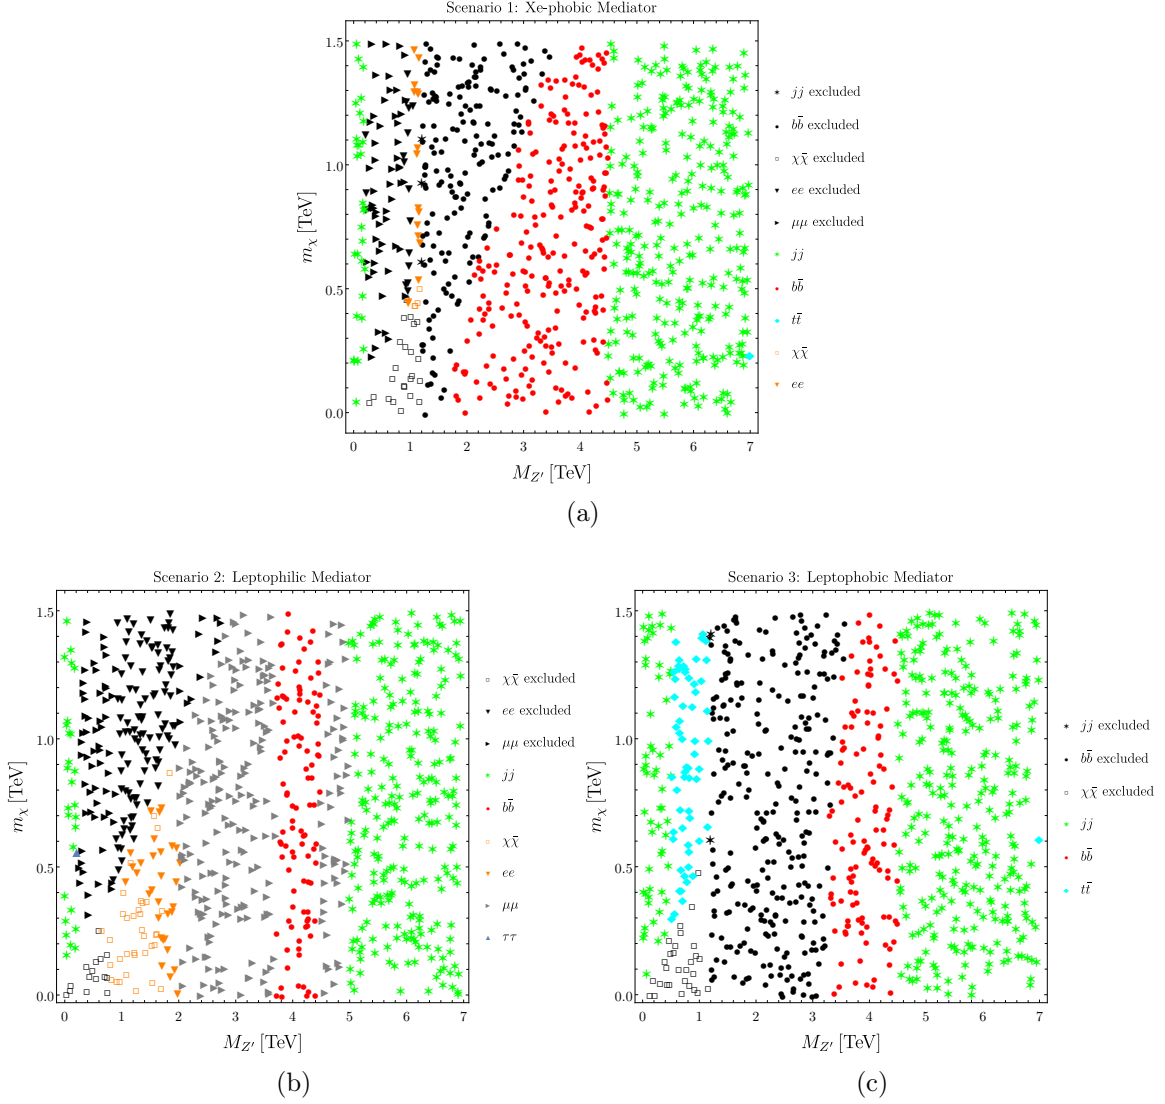 Scenario 1: Xe-phobic Mediator
1.5
1.0
0.5
0.0
m_χ [TeV]
0 1 2 3 4 5 6 7
M_{Z'} [TeV]
jj excluded
bb̄ excluded
χχ̄ excluded
ee excluded
μμ excluded
jj
bb̄
tt̄
χχ̄
ee
(a)
Scenario 2: Leptophilic Mediator
1.5
1.0
0.5
0.0
m_χ [TeV]
0 1 2 3 4 5 6 7
M_{Z'} [TeV]
χχ̄ excluded
ee excluded
μμ excluded
jj
bb̄
χχ̄
ee
μμ
ττ
(b)
Scenario 3: Leptophobic Mediator
1.5
1.0
0.5
0.0
m_χ [TeV]
0 1 2 3 4 5 6 7
M_{Z'} [TeV]
jj excluded
bb̄ excluded
χχ̄ excluded
jj
bb̄
tt̄
(c)